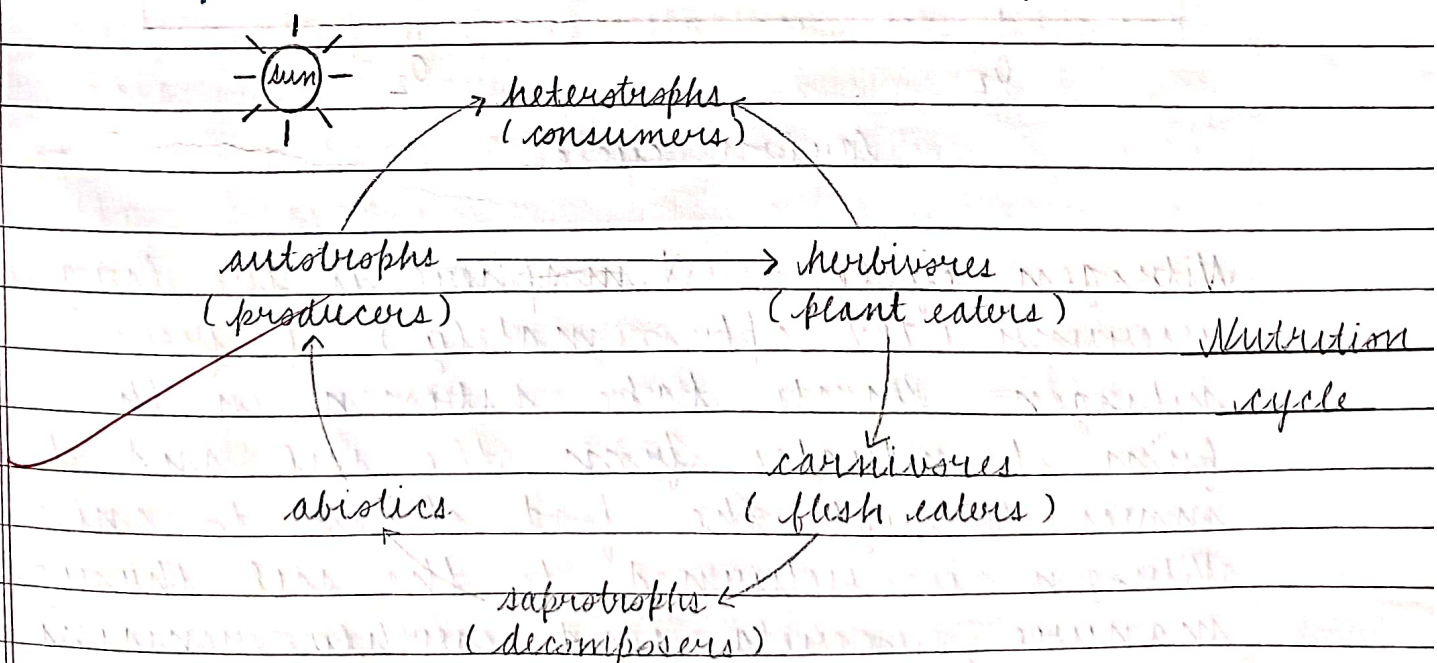 sun
heterotrophs
(consumers)
autotrophs
herbivores
(producers)
(plant eaters)
Nutrition
cycle
carnivores
abiotics
(flesh eaters)
saprotrophs
(decomposers)